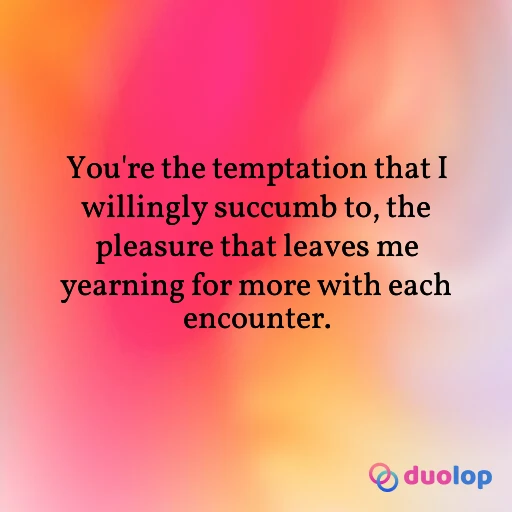 You're the temptation that I
willingly succumb to, the
pleasure that leaves me
yearning for more with each
encounter.
duolop